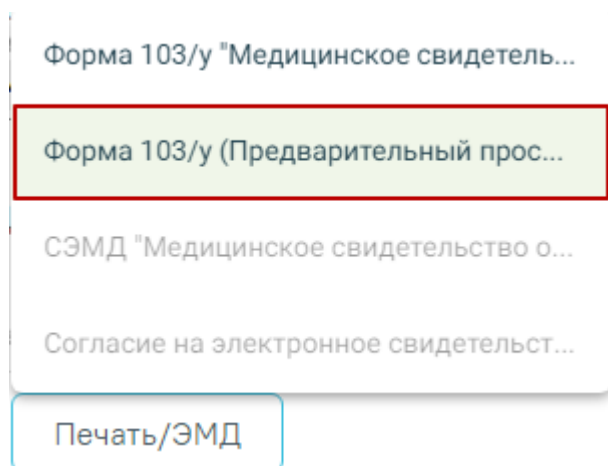 Форма 103/у "Медицинское свидетель...
Форма 103/у (Предварительный прос...
СЭМД "Медицинское свидетельство о...
Согласие на электронное свидетельст...
Печать/ЭМД